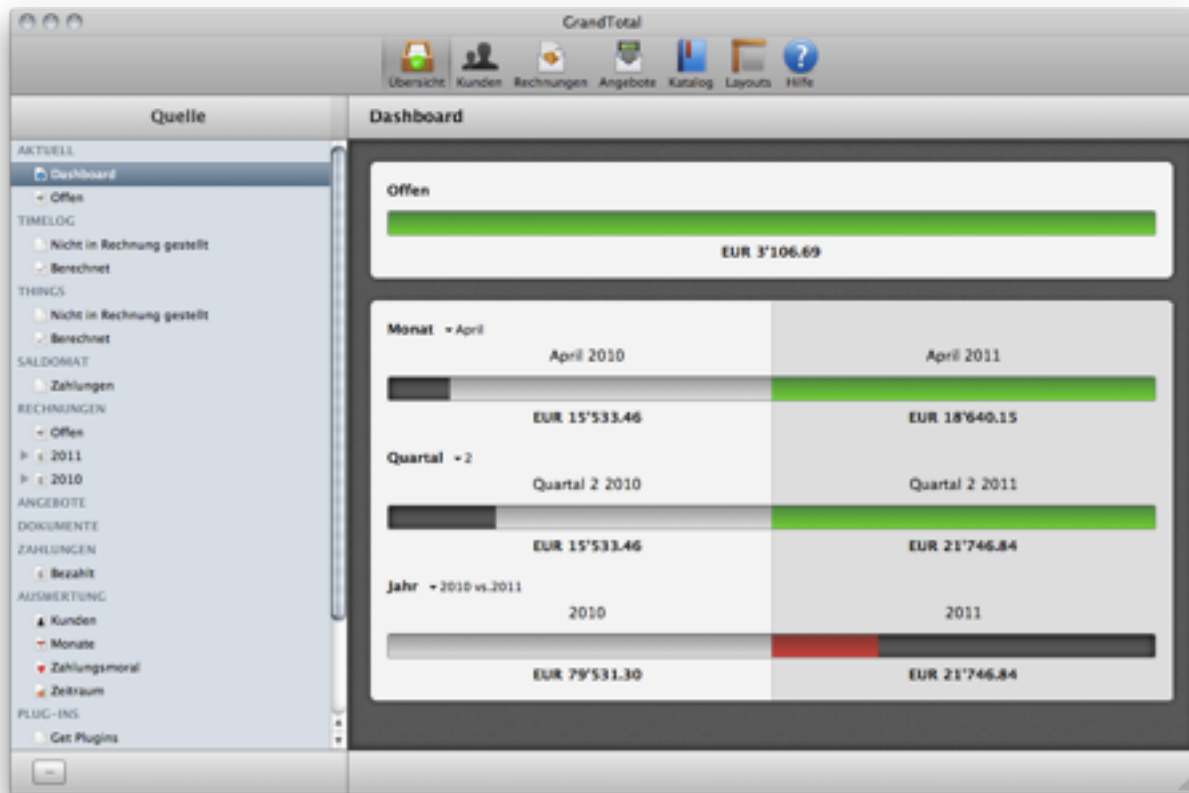 GrandTotal
Übersicht Kunden Rechnungen Angebote Katalog Layouts Hilfe
Quelle
Dashboard
AKTUELL
Dashboard
Offen
TIMELOG
Nicht in Rechnung gestellt
Berechnet
THINGS
Nicht in Rechnung gestellt
Berechnet
SALDOMAT
Zahlungen
RECHNUNGEN
Offen
2011
2010
ANGEBOTE
DOKUMENTE
ZAHLUNGEN
Bezahlt
AUSWERTUNG
Kunden
Monate
Zahlungsmoral
Zeitraum
PLUG-INS
Get Plugins
Offen
EUR 3'106.69
Monat April
April 2010 April 2011
EUR 15'533.46 EUR 18'640.15
Quartal 2
Quartal 2 2010 Quartal 2 2011
EUR 15'533.46 EUR 21'746.84
Jahr 2010 vs.2011
2010 2011
EUR 79'531.30 EUR 21'746.84